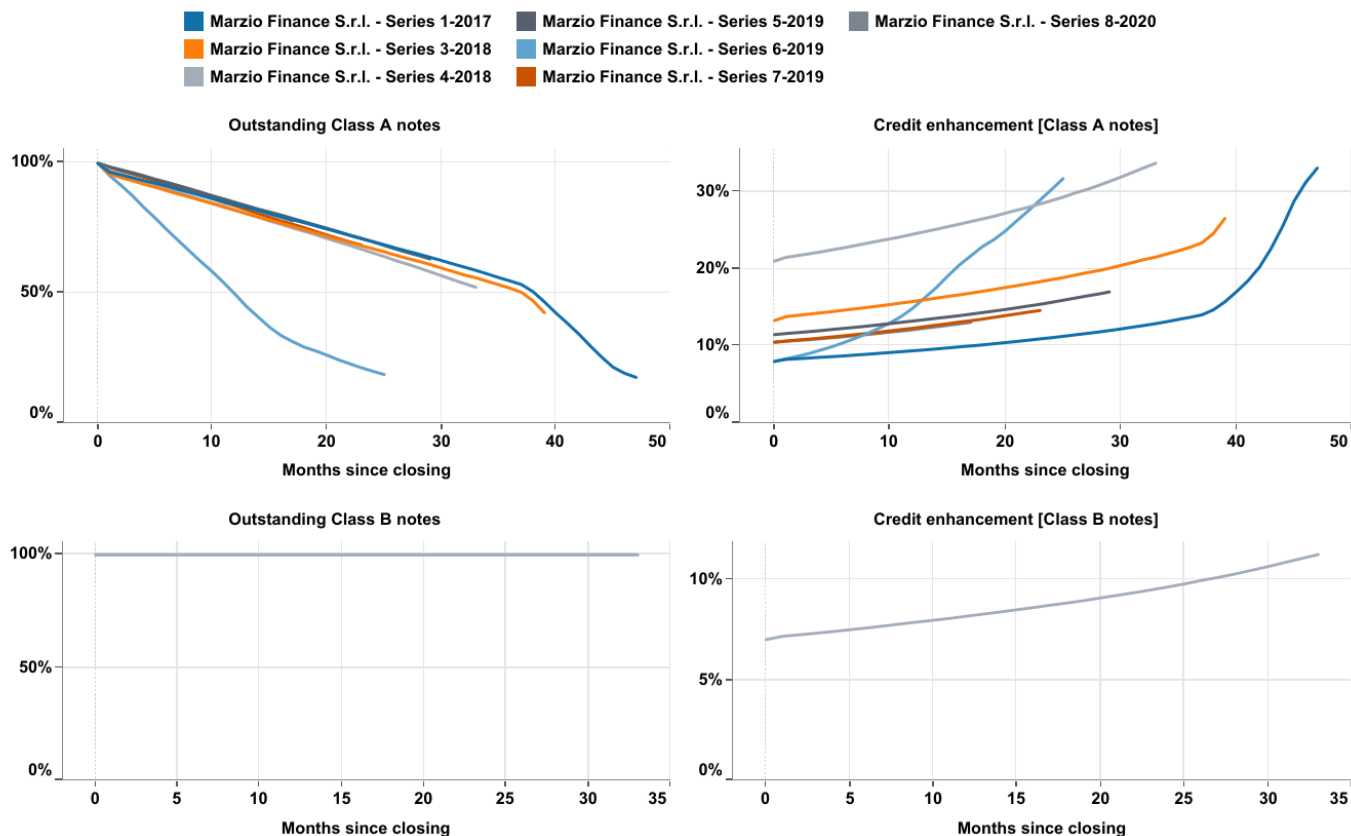 Marzio Finance S.r.l. - Series 1-2017 Marzio Finance S.r.l. - Series 5-2019 Marzio Finance S.r.l. - Series 8-2020
Marzio Finance S.r.l. - Series 3-2018 Marzio Finance S.r.l. - Series 6-2019
Marzio Finance S.r.l. - Series 4-2018 Marzio Finance S.r.l. - Series 7-2019
Outstanding Class A notes
100%
50%
0%
0 10 20 30 40 50
Months since closing
Credit enhancement [Class A notes]
30%
20%
10%
0%
0 10 20 30 40 50
Months since closing
Outstanding Class B notes
100%
50%
0%
0 5 10 15 20 25 30 35
Months since closing
Credit enhancement [Class B notes]
10%
5%
0%
0 5 10 15 20 25 30 35
Months since closing